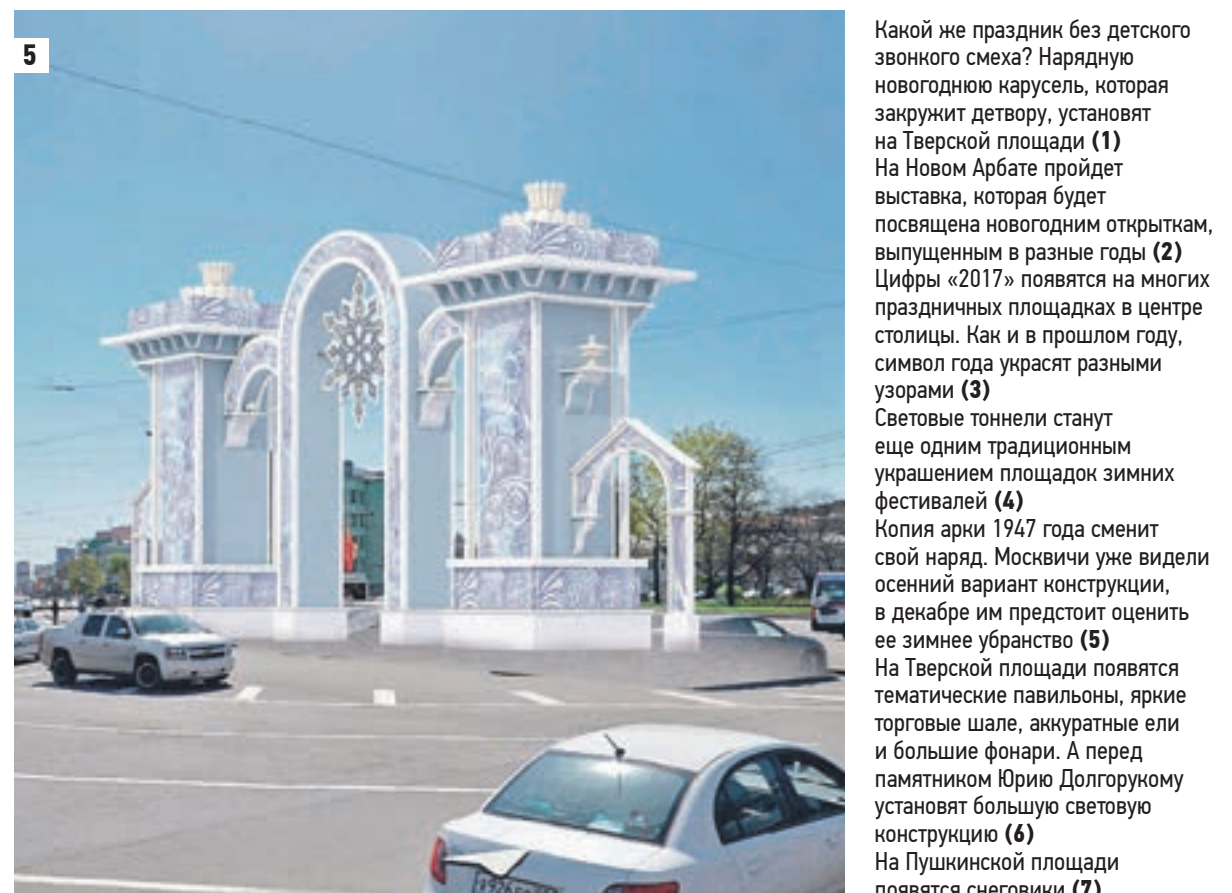 5
Какой же праздник без детского
звонкого смеха? Нарядную
новогоднюю карусель, которая
закружит детвору, установят
на Тверской площади (1)
На Новом Арбате пройдет
выставка, которая будет
посвящена новогодним открыткам,
выпущенным в разные годы (2)
Цифры «2017» появятся на многих
праздничных площадках в центре
столицы. Как и в прошлом году,
символ года украсят разными
узорами (3)
Световые тоннели станут
еще одним традиционным
украшением площадок зимних
фестивалей (4)
Копия арки 1947 года сменит
свой наряд. Москвичи уже видели
осенний вариант конструкции,
в декабре им предстоит оценить
ее зимнее убранство (5)
На Тверской площади появятся
тематические павильоны, яркие
торговые шале, аккуратные ели
и большие фонари. А перед
памятником Юрию Долгорукому
установят большую световую
конструкцию (6)
На Пушкинской площади
появятся снеговики (7)